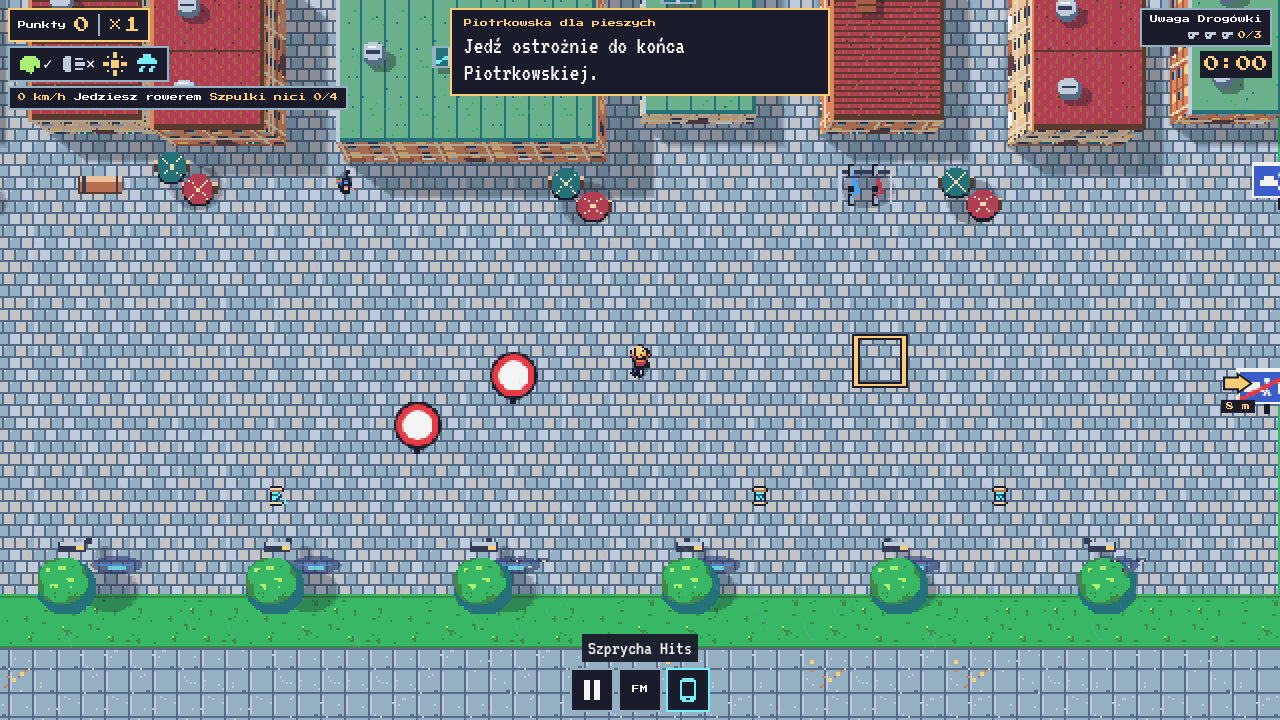 Punkty 0 ×1
0 km/h Jedziesz rowerem Szpulki nici 0/4
Piotrkowska dla pieszych
Jedź ostrożnie do końca
Piotrkowskiej.
Uwaga Drogówki
0/3
0:00
8 m
Szprycha Hits
FM